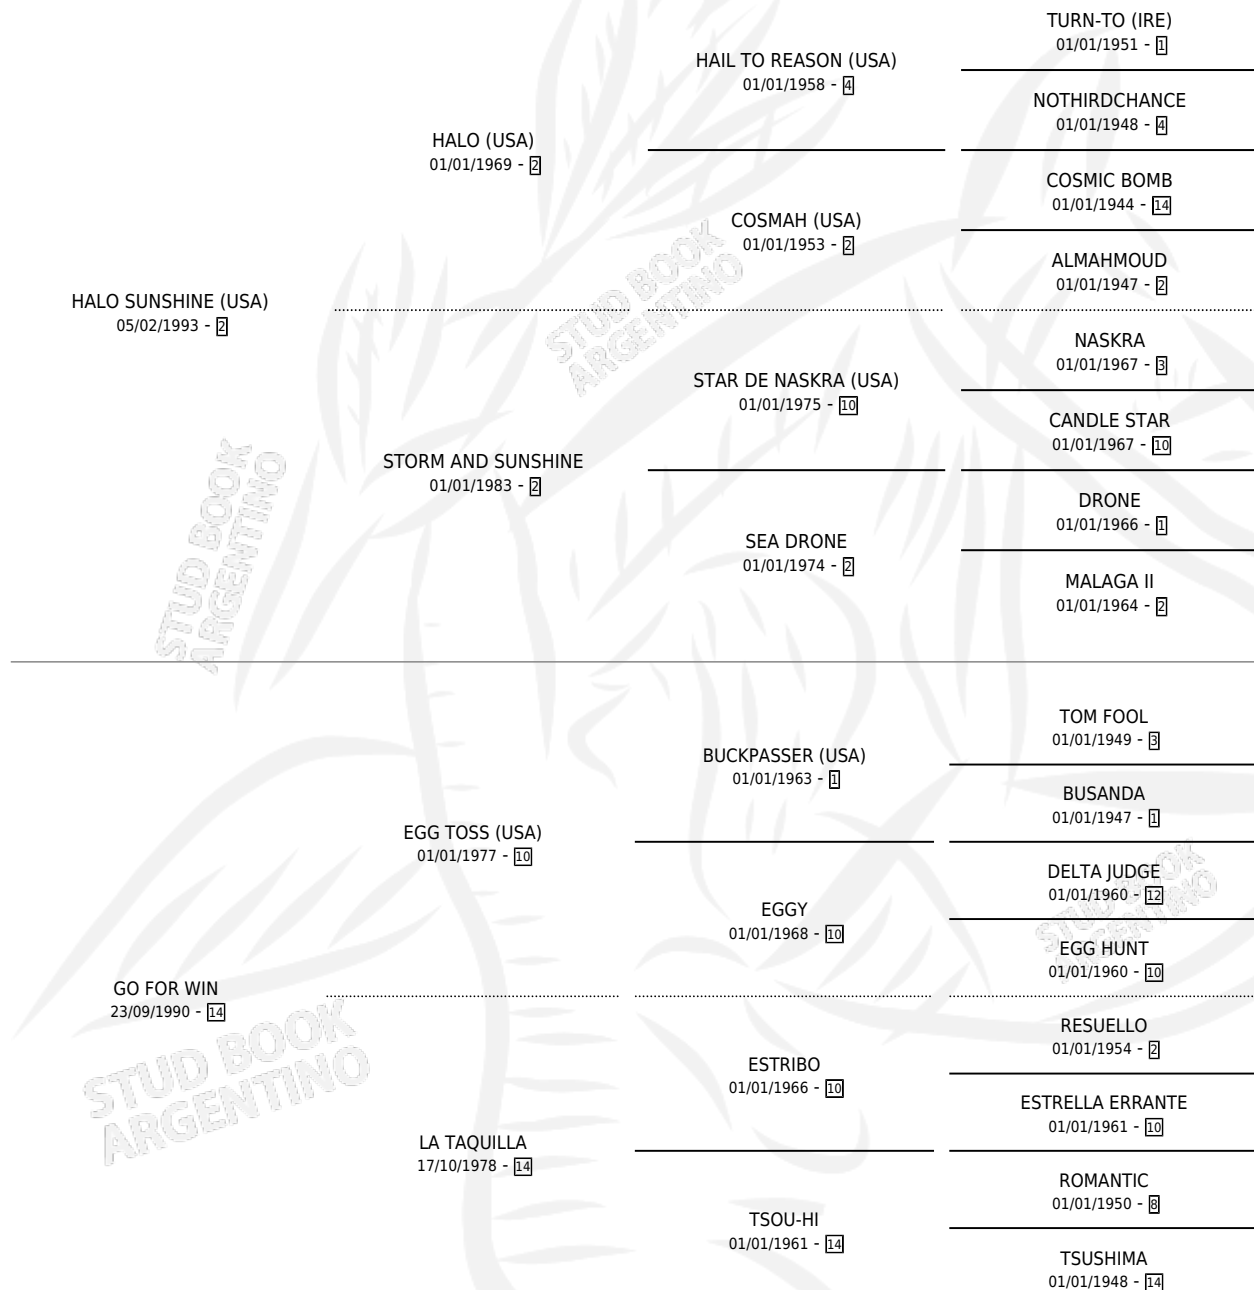 TURN-TO (IRE)
01/01/1951 - 1
HAIL TO REASON (USA)
01/01/1958 - 4
NOTHIRDCHANCE
01/01/1948 - 4
HALO (USA)
01/01/1969 - 2
COSMIC BOMB
01/01/1944 - 14
COSMAH (USA)
01/01/1953 - 2
ALMAHMOUD
01/01/1947 - 2
HALO SUNSHINE (USA)
05/02/1993 - 2
NASKRA
01/01/1967 - 3
STAR DE NASKRA (USA)
01/01/1975 - 10
CANDLE STAR
01/01/1967 - 10
STORM AND SUNSHINE
01/01/1983 - 2
DRONE
01/01/1966 - 1
SEA DRONE
01/01/1974 - 2
MALAGA II
01/01/1964 - 2
TOM FOOL
01/01/1949 - 3
BUCKPASSER (USA)
01/01/1963 - 1
BUSANDA
01/01/1947 - 1
EGG TOSS (USA)
01/01/1977 - 10
DELTA JUDGE
01/01/1960 - 12
EGGY
01/01/1968 - 10
EGG HUNT
01/01/1960 - 10
GO FOR WIN
23/09/1990 - 14
RESUELLO
01/01/1954 - 2
ESTRIBO
01/01/1966 - 10
ESTRELLA ERRANTE
01/01/1961 - 10
LA TAQUILLA
17/10/1978 - 14
ROMANTIC
01/01/1950 - 8
TSOU-HI
01/01/1961 - 14
TSUSHIMA
01/01/1948 - 14
STUD BOOK
ARGENTINO
STUD BOOK
ARGENTINO
STUD BOOK
ARGENTINO
STUD BOOK
ARGENTINO